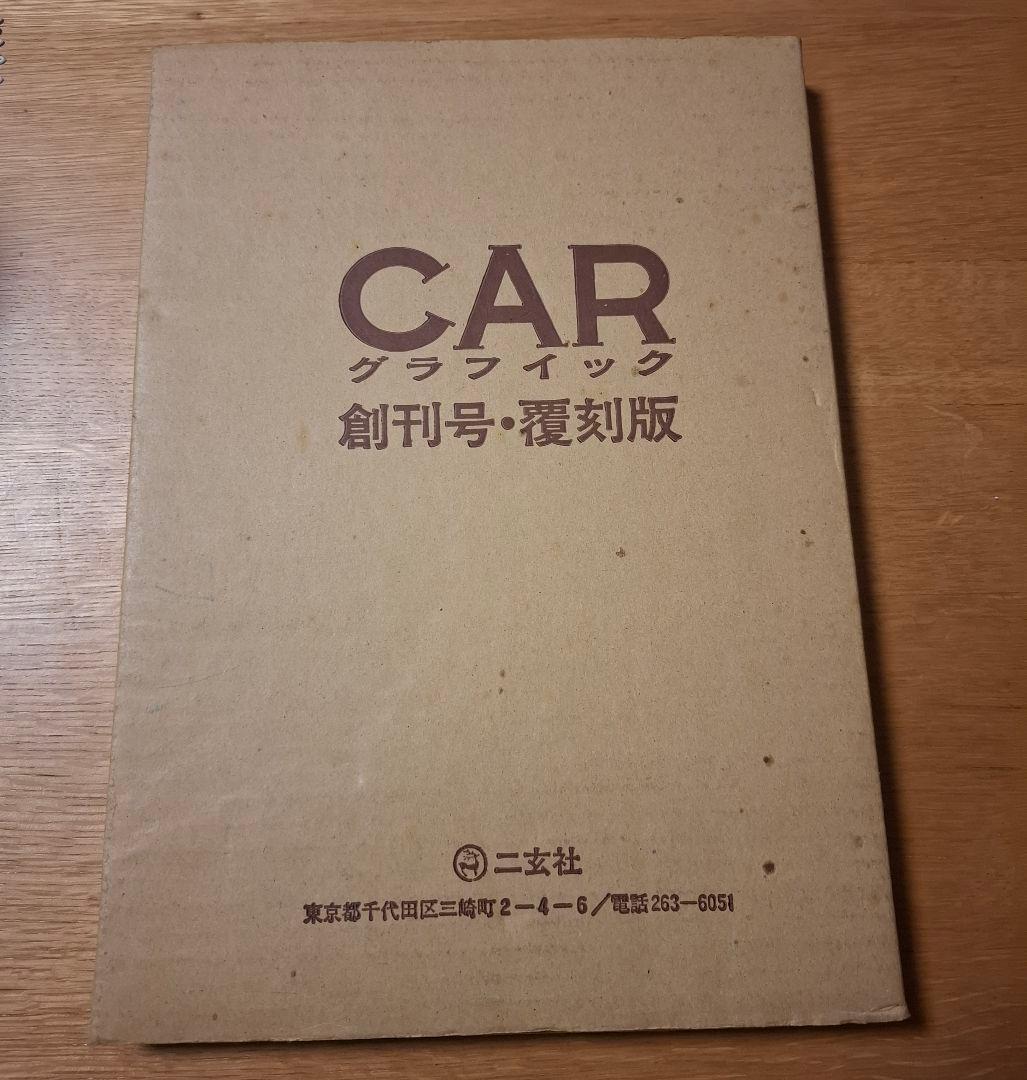 CAR
グラフィック
創刊号・覆刻版
二玄社
東京都千代田区三崎町2-4-6/電話263-6051